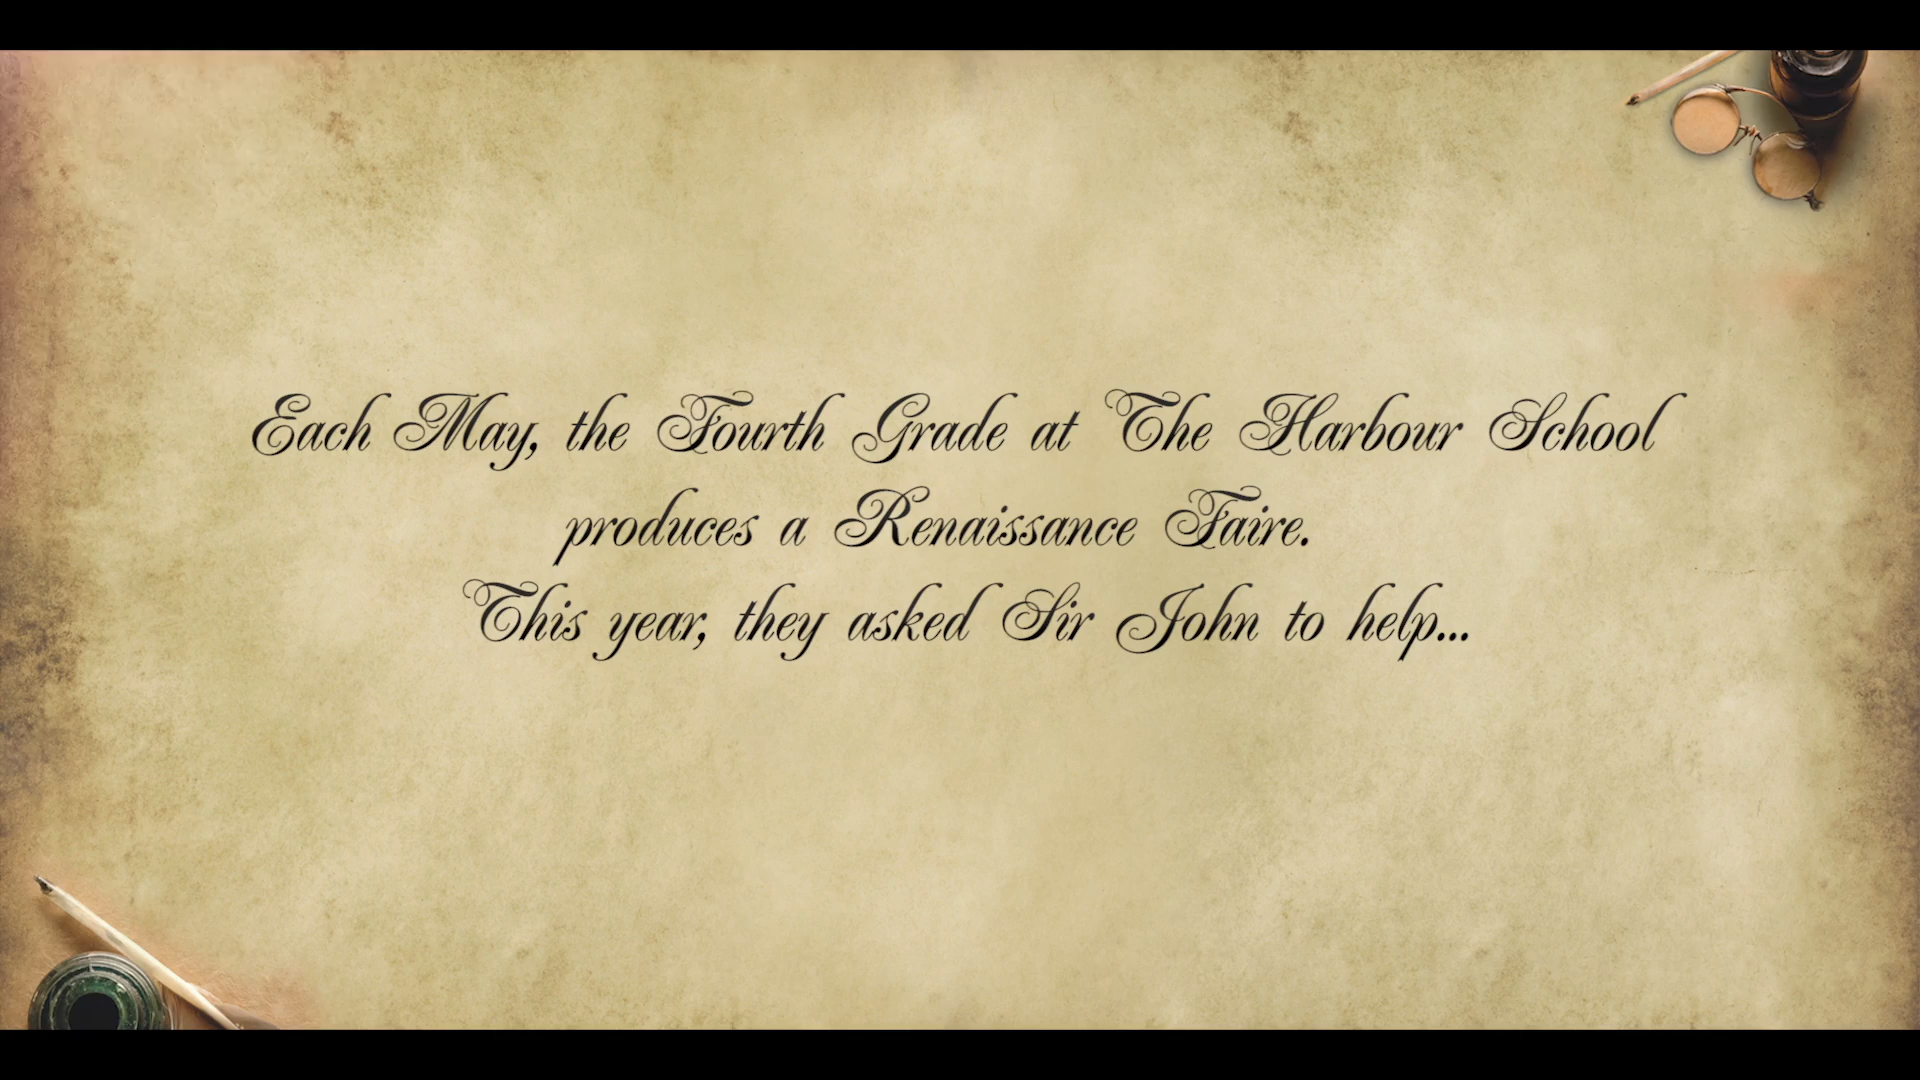 Each May, the Fourth Grade at The Harbour School
produces a Renaissance Faire.
This year, they asked Sir John to help...